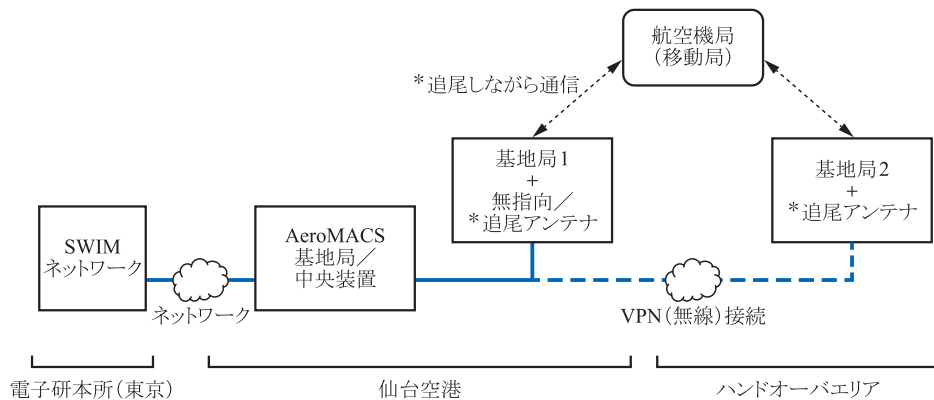 航空機局
(移動局)
*追尾しながら通信
基地局1
+
無指向/
*追尾アンテナ
基地局2
+
*追尾アンテナ
SWIM
ネットワーク
AeroMACS
基地局/
中央装置
ネットワーク
VPN(無線)接続
電子研本所(東京)
仙台空港
ハンドオーバエリア